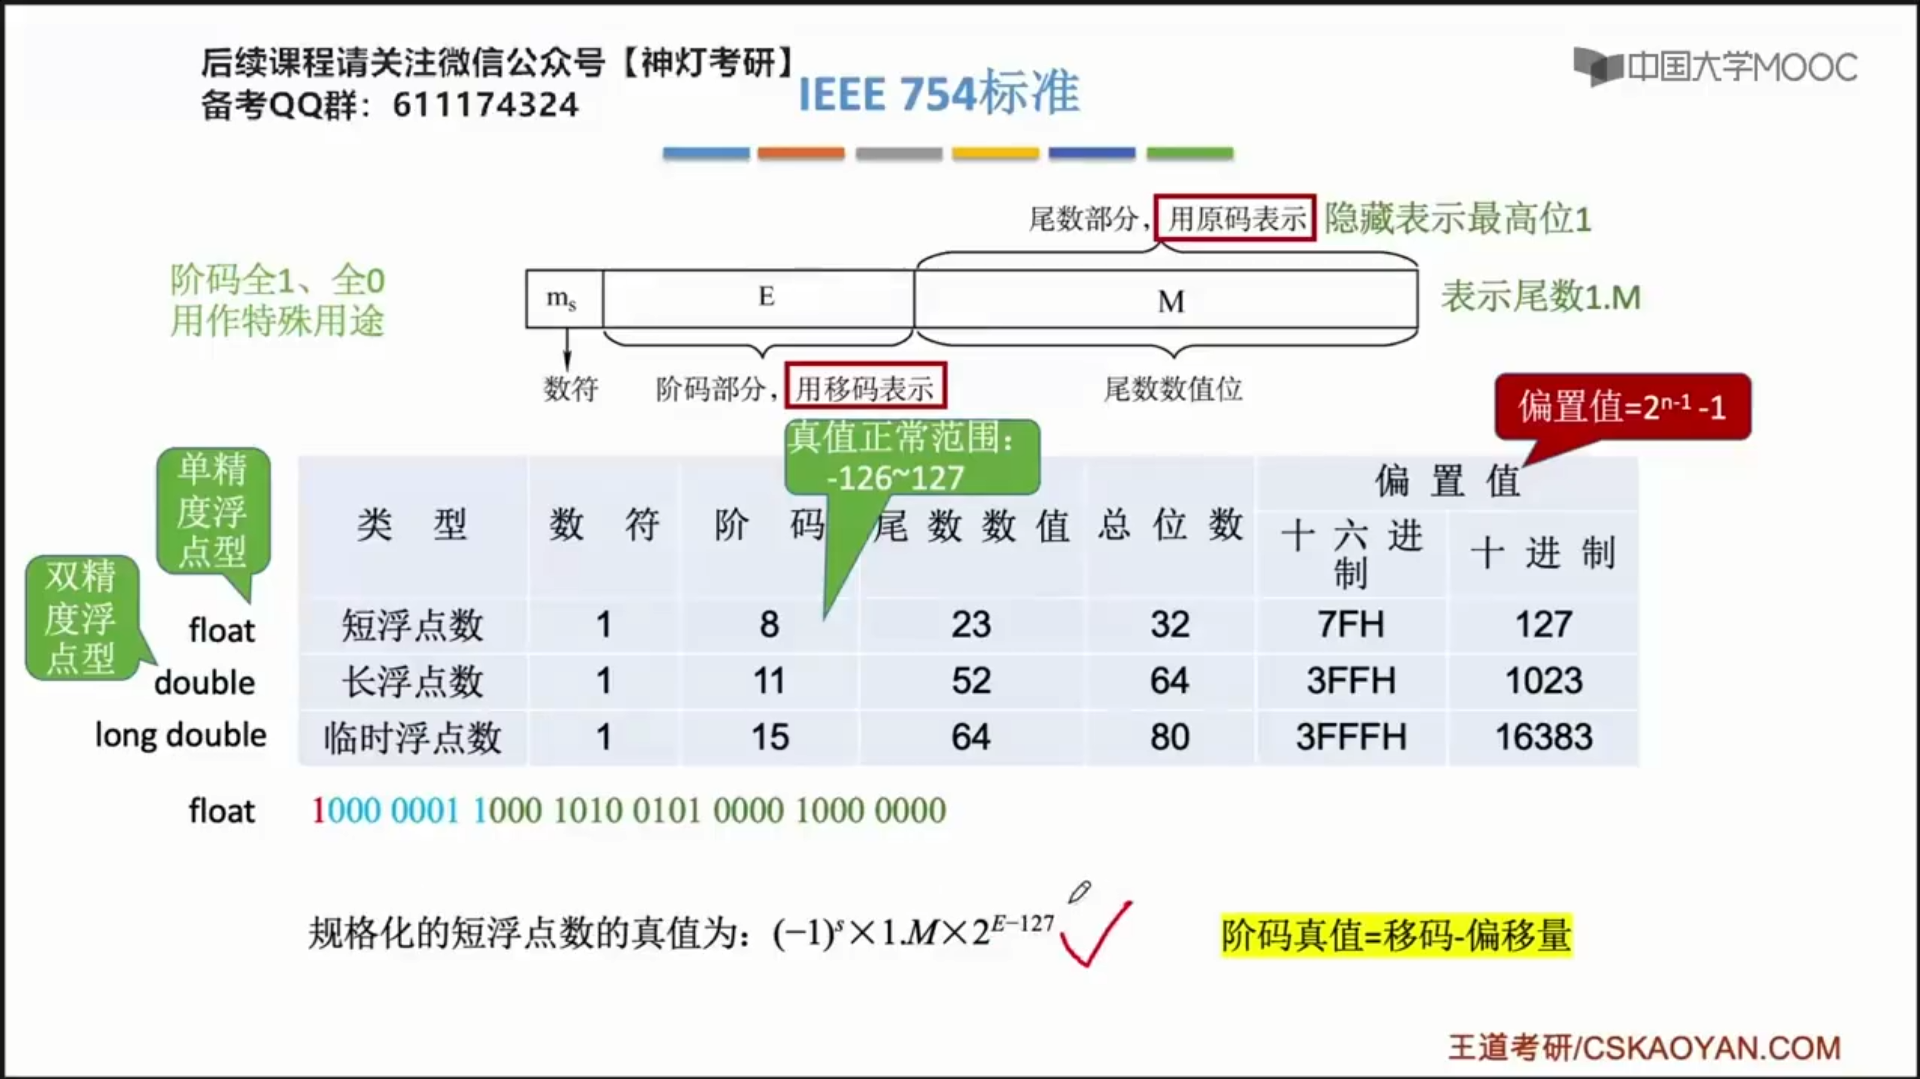 后续课程请关注微信公众号【神灯考研】
备考QQ群：611174324
IEEE 754标准
中国大学MOOC
尾数部分，用原码表示 隐藏表示最高位1
阶码全1、全0
用作特殊用途
mₛ E M
表示尾数1.M
数符 阶码部分，用移码表示 尾数数值位
偏置值=2ⁿ⁻¹ -1
真值正常范围：
-126~127
单精
度浮
点型
双精
度浮
点型
偏置值
类型 数符 阶码 尾数数值 总位数 十六进制 十进制
float 短浮点数 1 8 23 32 7FH 127
double 长浮点数 1 11 52 64 3FFH 1023
long double 临时浮点数 1 15 64 80 3FFFH 16383
float 1000 0001 1000 1010 0101 0000 1000 0000
规格化的短浮点数的真值为：(−1)ˢ×1.M×2ᴱ⁻¹²⁷
阶码真值=移码-偏移量
王道考研/CSKAOYAN.COM